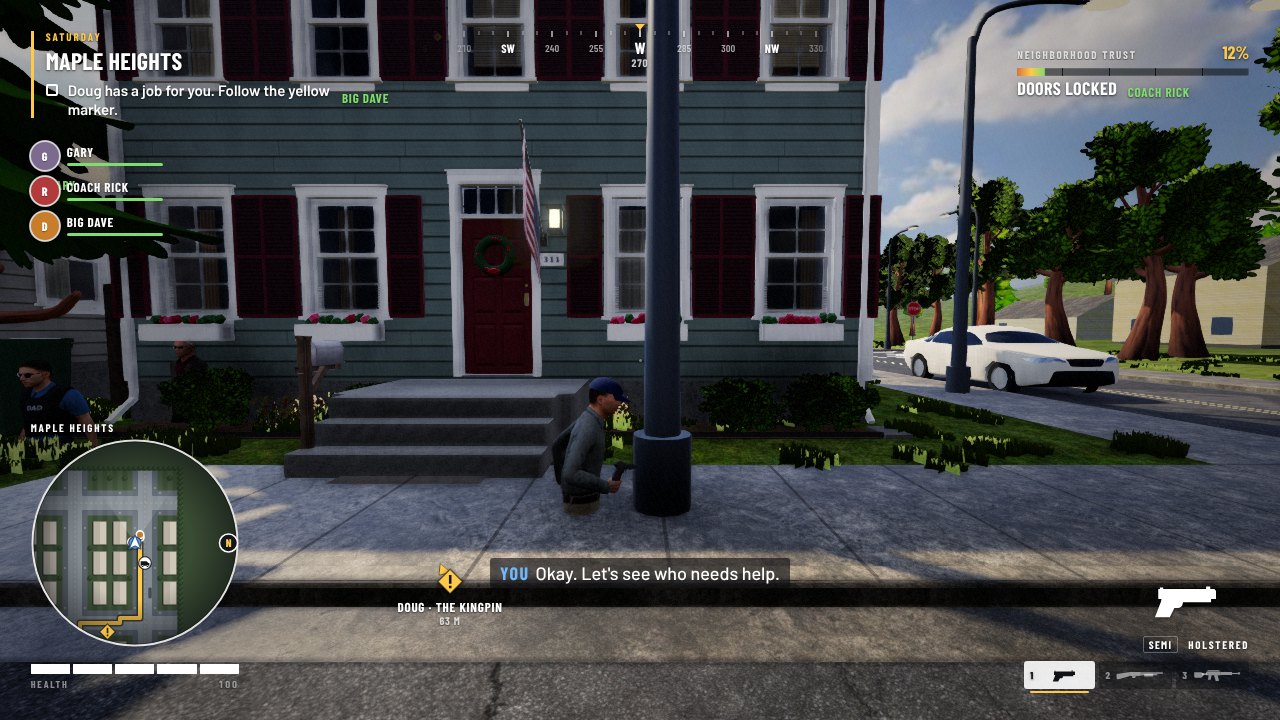 SATURDAY
MAPLE HEIGHTS
Doug has a job for you. Follow the yellow
marker.
BIG DAVE
G GARY
R COACH RICK
D BIG DAVE
210 SW 240 255 W 285 300 NW 330
270
NEIGHBORHOOD TRUST 12%
DOORS LOCKED COACH RICK
311
DAD
MAPLE HEIGHTS
N
YOU Okay. Let's see who needs help.
DOUG · THE KINGPIN
63 M
HEALTH 100
SEMI HOLSTERED
1 2 3